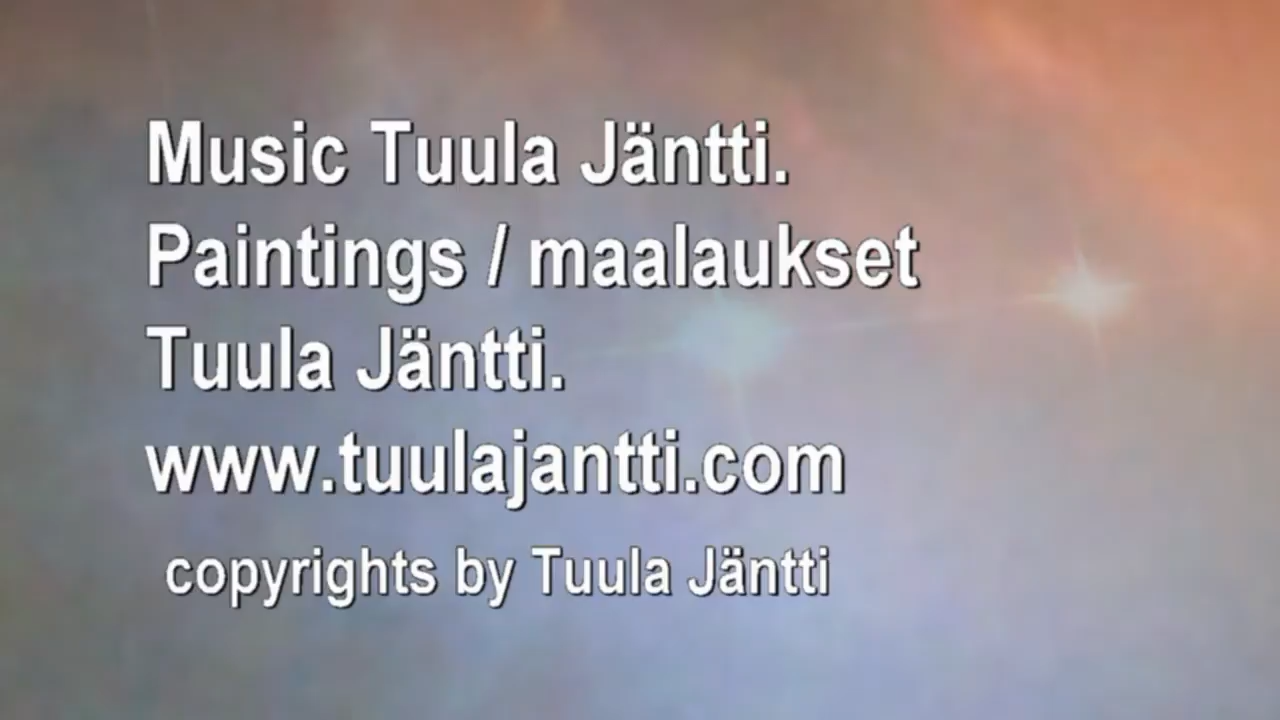 Music Tuula Jäntti.
Paintings / maalaukset
Tuula Jäntti.
www.tuulajantti.com
copyrights by Tuula Jäntti